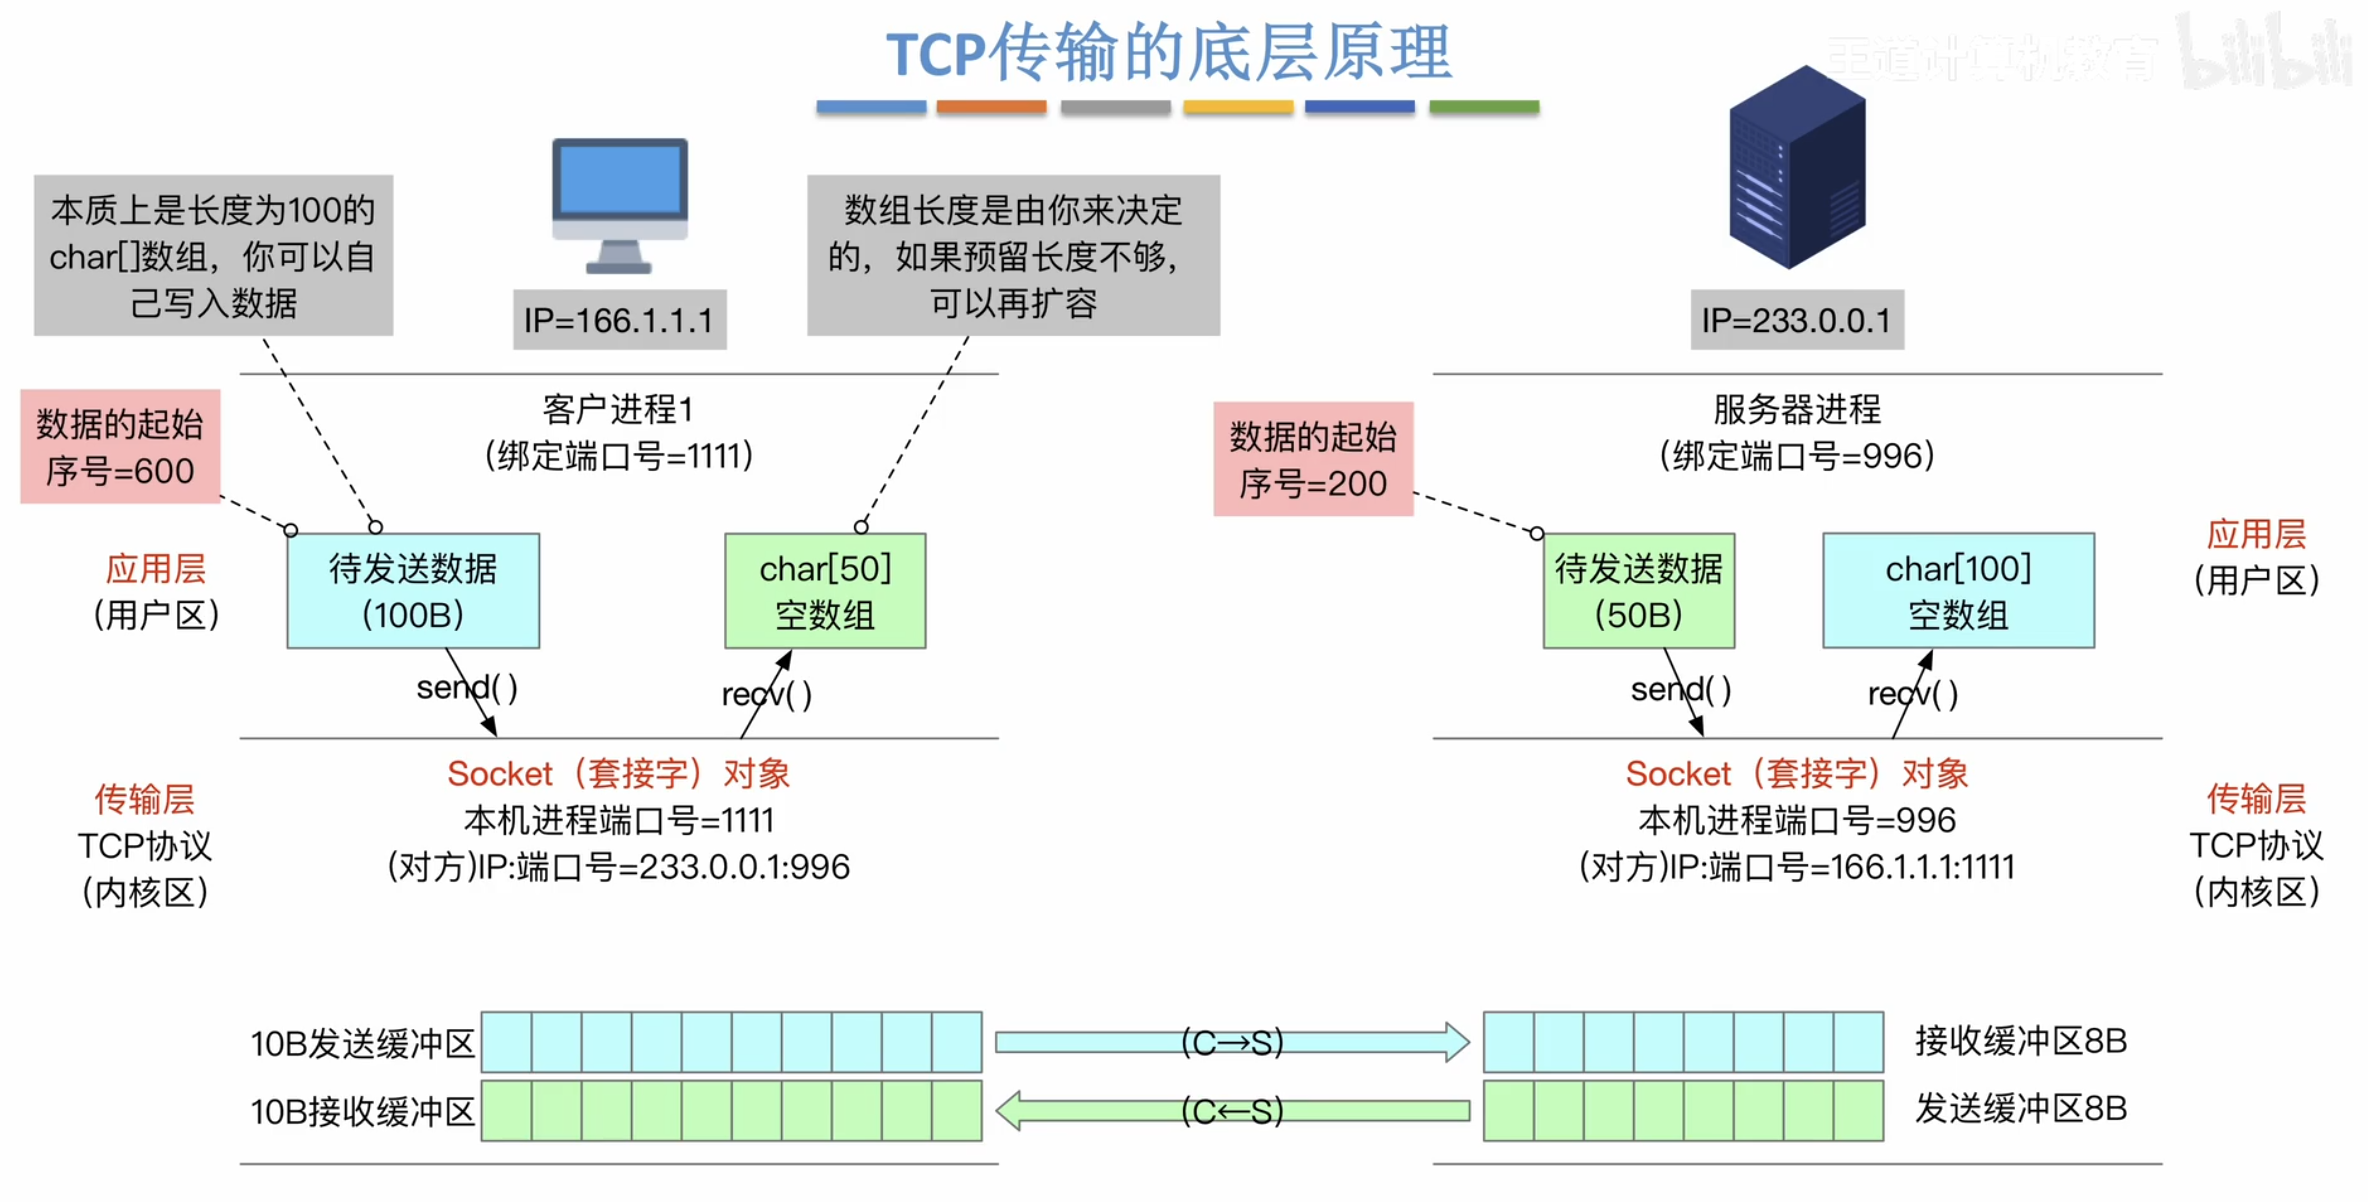 TCP传输的底层原理
王道计算机教育
bilibili
本质上是长度为100的
char[]数组，你可以自
己写入数据
数组长度是由你来决定
的，如果预留长度不够，
可以再扩容
IP=166.1.1.1
IP=233.0.0.1
数据的起始
序号=600
客户进程1
(绑定端口号=1111)
数据的起始
序号=200
服务器进程
(绑定端口号=996)
应用层
(用户区)
待发送数据
(100B)
char[50]
空数组
待发送数据
(50B)
char[100]
空数组
应用层
(用户区)
send( )
recv( )
send( )
recv( )
传输层
TCP协议
(内核区)
Socket（套接字）对象
本机进程端口号=1111
(对方)IP:端口号=233.0.0.1:996
Socket（套接字）对象
本机进程端口号=996
(对方)IP:端口号=166.1.1.1:1111
传输层
TCP协议
(内核区)
10B发送缓冲区
(C→S)
接收缓冲区8B
10B接收缓冲区
(C←S)
发送缓冲区8B